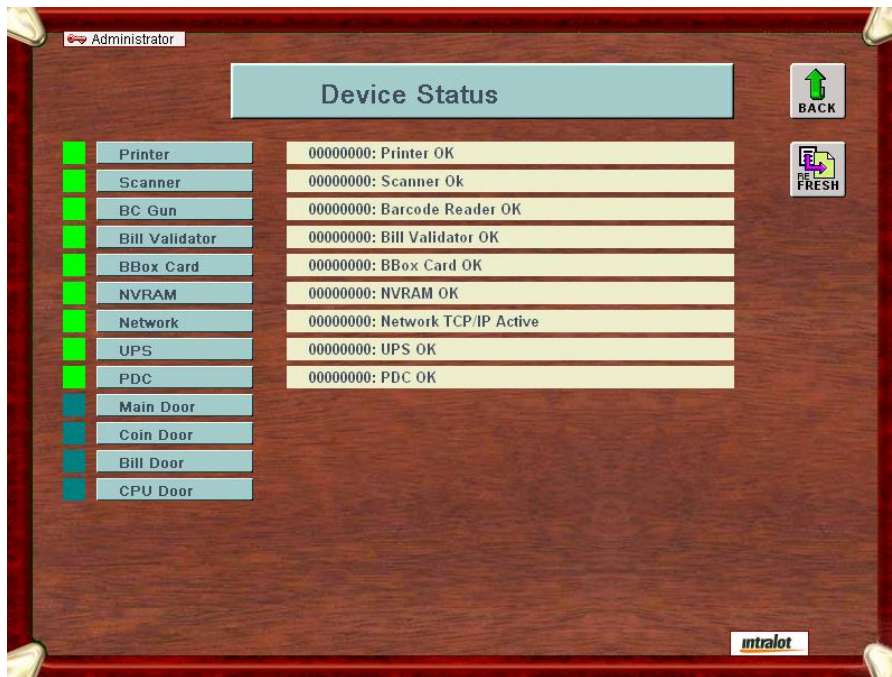 Administrator
Device Status
BACK
Printer 00000000: Printer OK
RE
FRESH
Scanner 00000000: Scanner Ok
BC Gun 00000000: Barcode Reader OK
Bill Validator 00000000: Bill Validator OK
BBox Card 00000000: BBox Card OK
NVRAM 00000000: NVRAM OK
Network 00000000: Network TCP/IP Active
UPS 00000000: UPS OK
PDC 00000000: PDC OK
Main Door
Coin Door
Bill Door
CPU Door
intralot